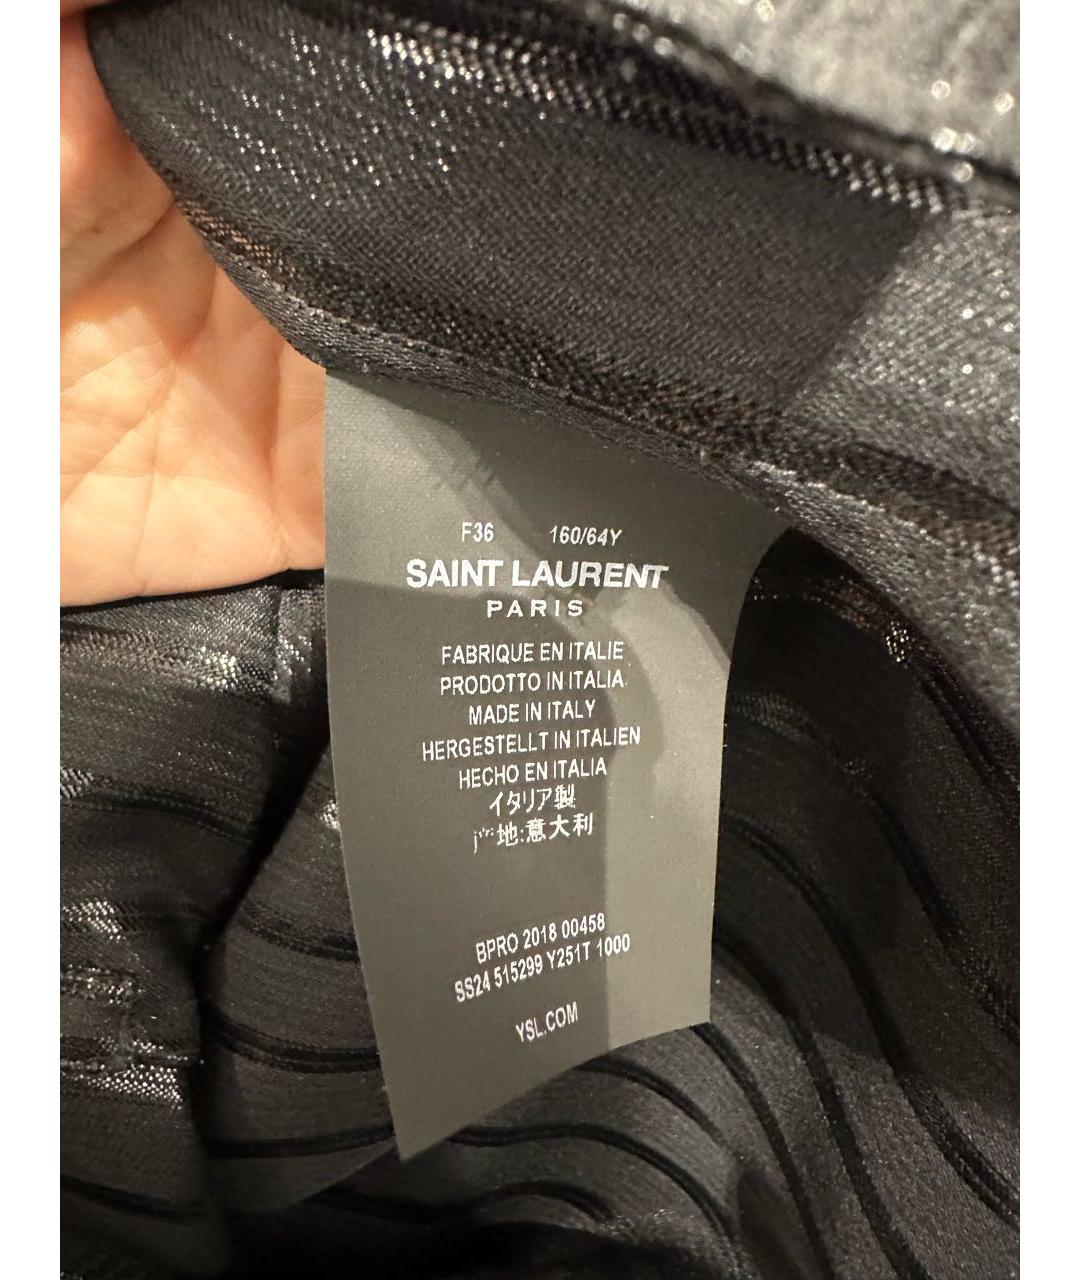 F36 160/64Y
SAINT LAURENT
PARIS
FABRIQUE EN ITALIE
PRODOTTO IN ITALIA
MADE IN ITALY
HERGESTELLT IN ITALIEN
HECHO EN ITALIA
イタリア製
产地:意大利
BPRO 2018 00458
SS24 515299 Y251T 1000
YSL.COM